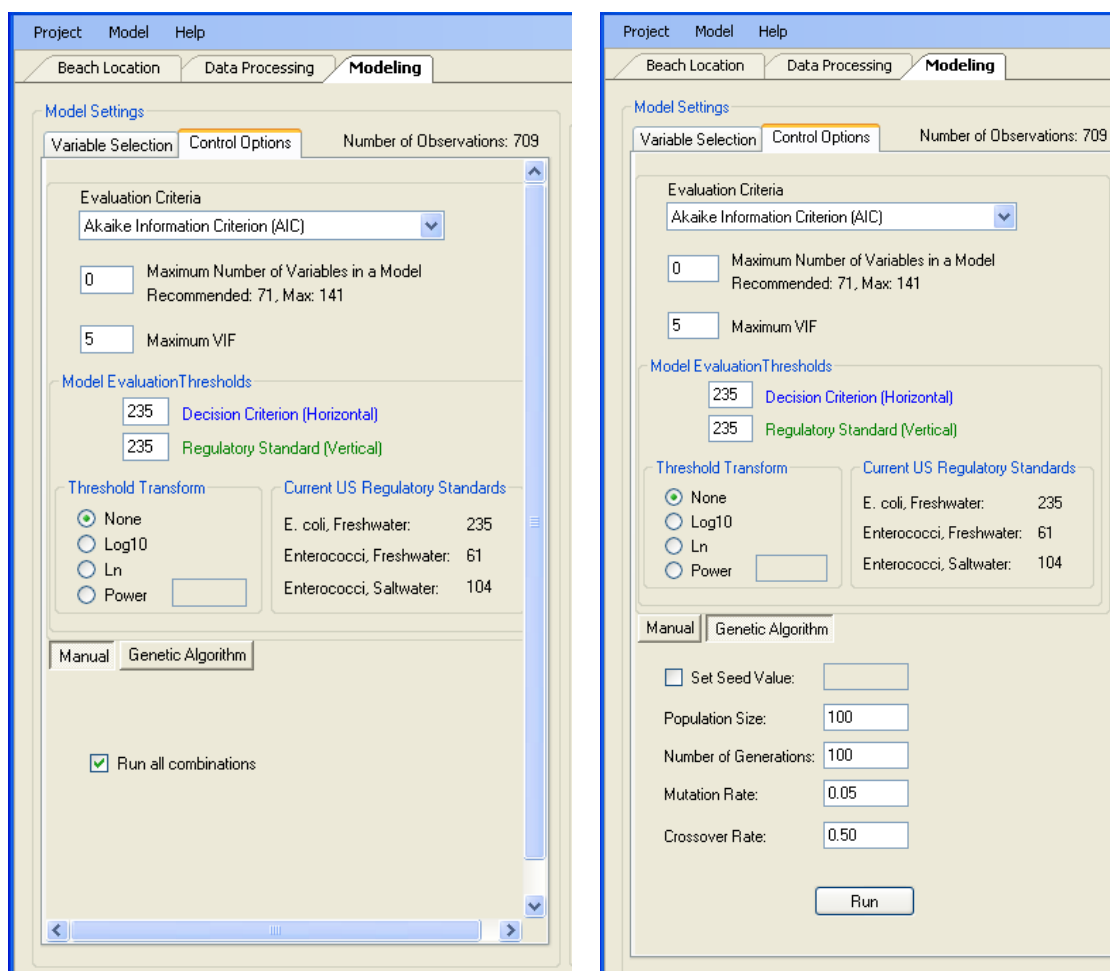 Project Model Help
Beach Location Data Processing Modeling
Model Settings
Variable Selection Control Options Number of Observations: 709
Evaluation Criteria
Akaike Information Criterion (AIC)
0 Maximum Number of Variables in a Model
Recommended: 71, Max: 141
5 Maximum VIF
Model EvaluationThresholds
235 Decision Criterion (Horizontal)
235 Regulatory Standard (Vertical)
Threshold Transform Current US Regulatory Standards
None
Log10
Ln
Power
E. coli, Freshwater: 235
Enterococci, Freshwater: 61
Enterococci, Saltwater: 104
Manual Genetic Algorithm
Run all combinations
Project Model Help
Beach Location Data Processing Modeling
Model Settings
Variable Selection Control Options Number of Observations: 709
Evaluation Criteria
Akaike Information Criterion (AIC)
0 Maximum Number of Variables in a Model
Recommended: 71, Max: 141
5 Maximum VIF
Model EvaluationThresholds
235 Decision Criterion (Horizontal)
235 Regulatory Standard (Vertical)
Threshold Transform Current US Regulatory Standards
None
Log10
Ln
Power
E. coli, Freshwater: 235
Enterococci, Freshwater: 61
Enterococci, Saltwater: 104
Manual Genetic Algorithm
Set Seed Value:
Population Size: 100
Number of Generations: 100
Mutation Rate: 0.05
Crossover Rate: 0.50
Run